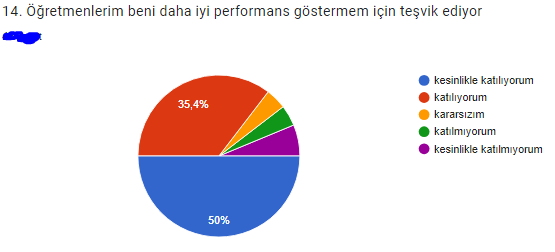 14. Öğretmenlerim beni daha iyi performans göstermem için teşvik ediyor
35,4%
50%
kesinlikle katılıyorum
katılıyorum
kararsızım
katılmıyorum
kesinlikle katılmıyorum